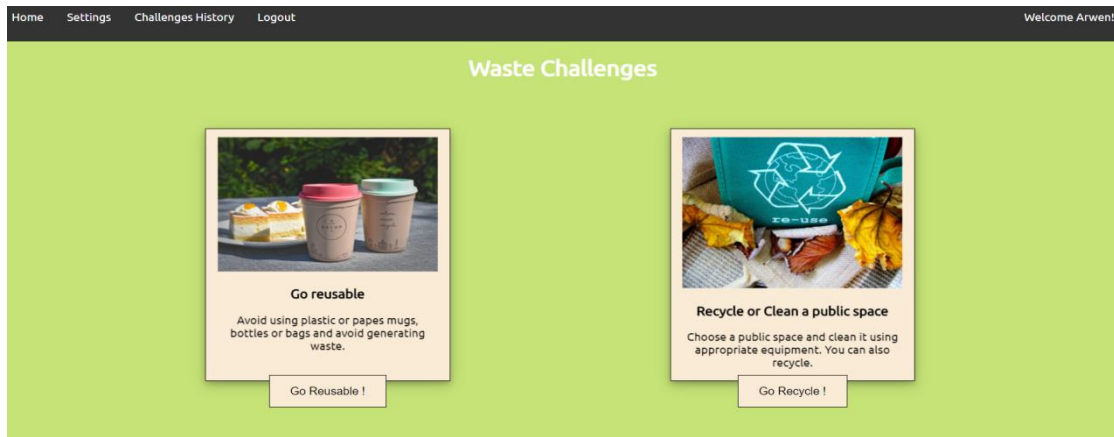 Home Settings Challenges History Logout Welcome Arwen!
Waste Challenges
Go reusable
Avoid using plastic or papes mugs,
bottles or bags and avoid generating
waste.
Go Reusable !
re-use
Recycle or Clean a public space
Choose a public space and clean it using
appropriate equipment. You can also
recycle.
Go Recycle !